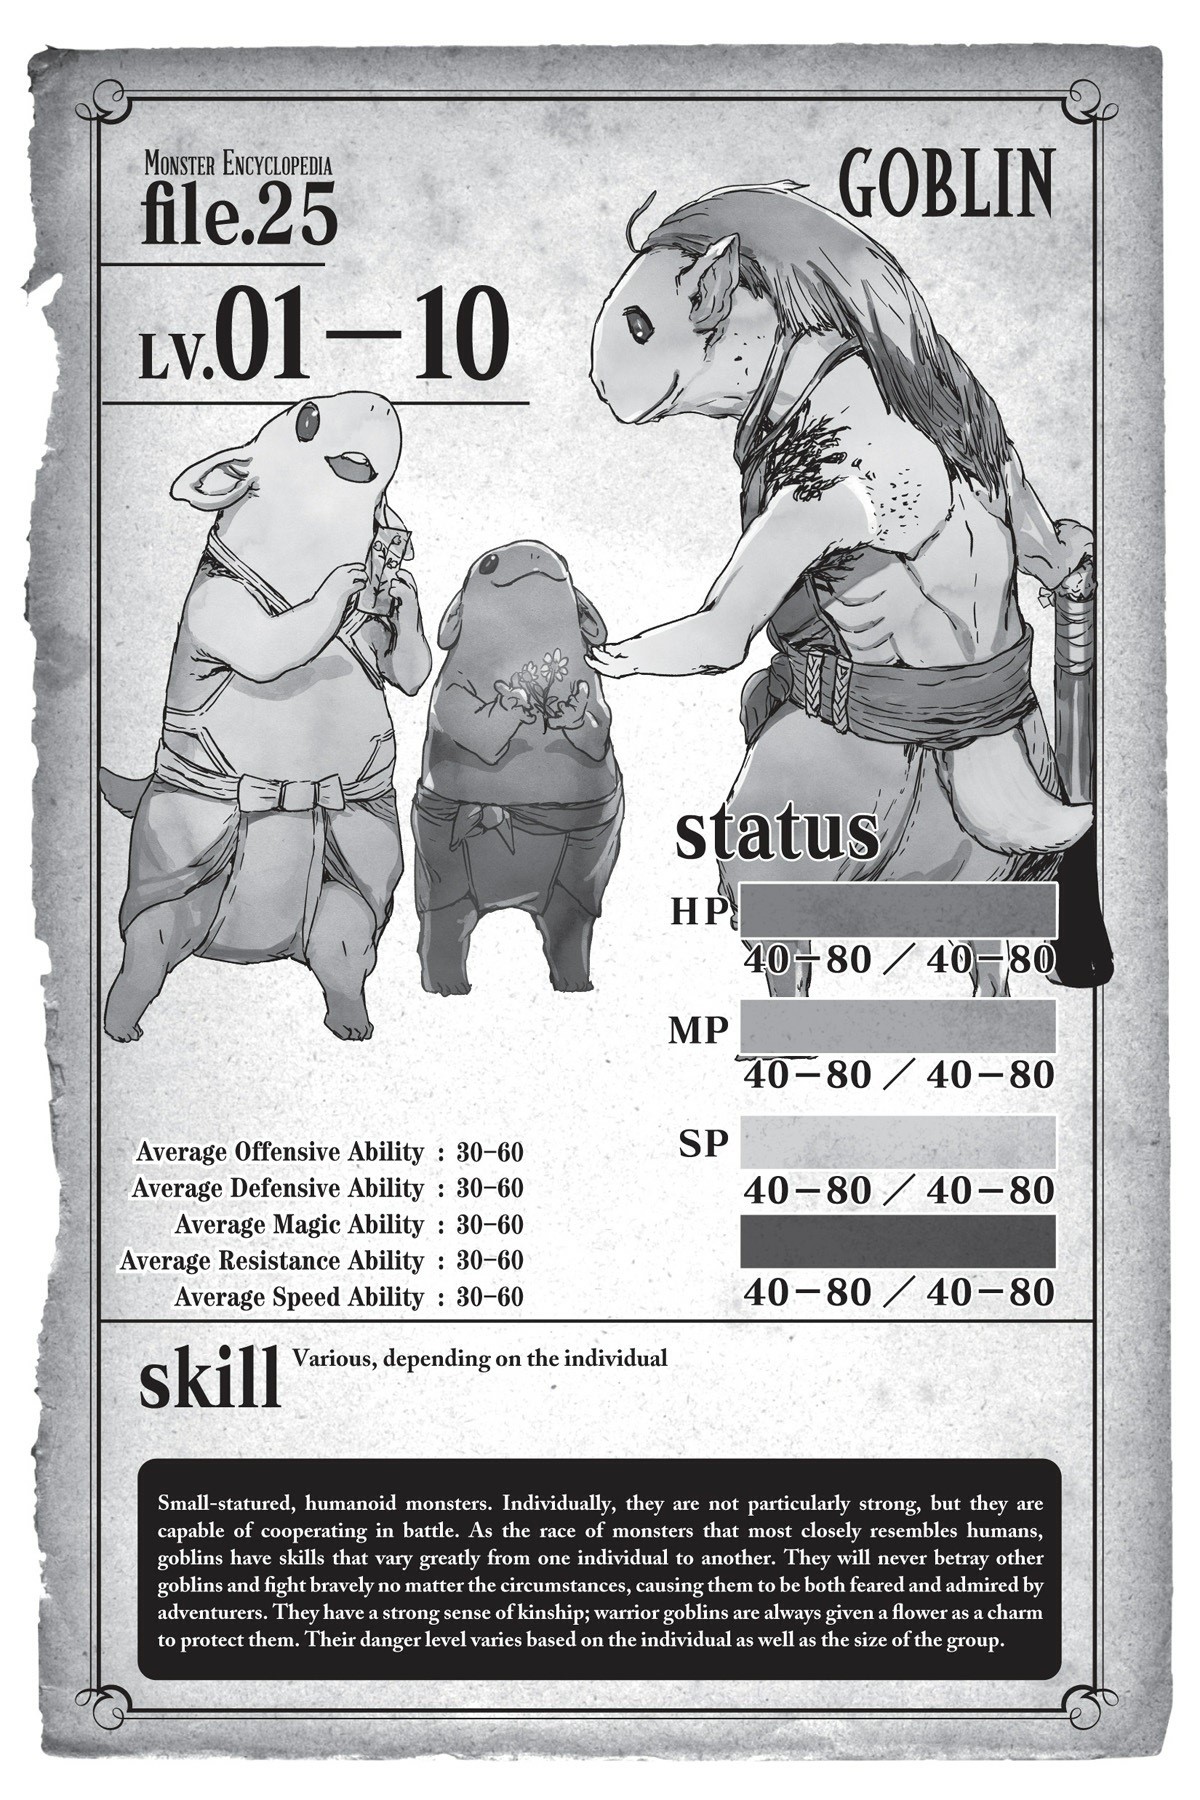 Monster Encyclopedia
file.25
GOBLIN
LV.01—10
status
HP
40–80 ／ 40–80
MP
40–80 ／ 40–80
SP
40–80 ／ 40–80
40–80 ／ 40–80
Average Offensive Ability : 30–60
Average Defensive Ability : 30–60
Average Magic Ability : 30–60
Average Resistance Ability : 30–60
Average Speed Ability : 30–60
skill Various, depending on the individual
Small-statured, humanoid monsters. Individually, they are not particularly strong, but they are
capable of cooperating in battle. As the race of monsters that most closely resembles humans,
goblins have skills that vary greatly from one individual to another. They will never betray other
goblins and fight bravely no matter the circumstances, causing them to be both feared and admired by
adventurers. They have a strong sense of kinship; warrior goblins are always given a flower as a charm
to protect them. Their danger level varies based on the individual as well as the size of the group.